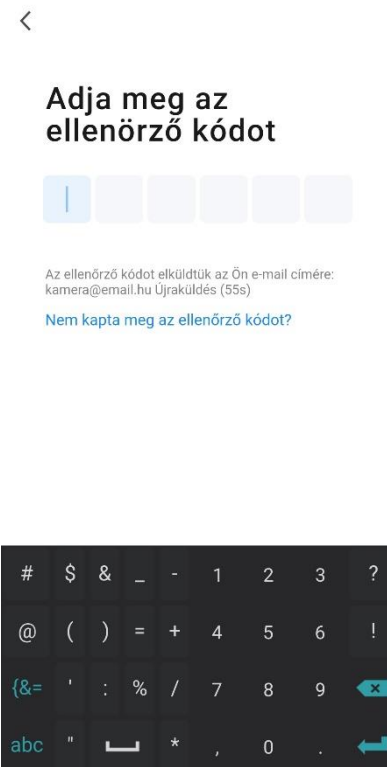 Adja meg az
ellenörző kódot
Az ellenőrző kódot elküldtük az Ön e-mail címére:
kamera@email.hu Újraküldés (55s)
Nem kapta meg az ellenőrző kódot?
# $ & _ - 1 2 3 ?
@ ( ) = + 4 5 6 !
{&= ' : % / 7 8 9
abc " * , 0 .